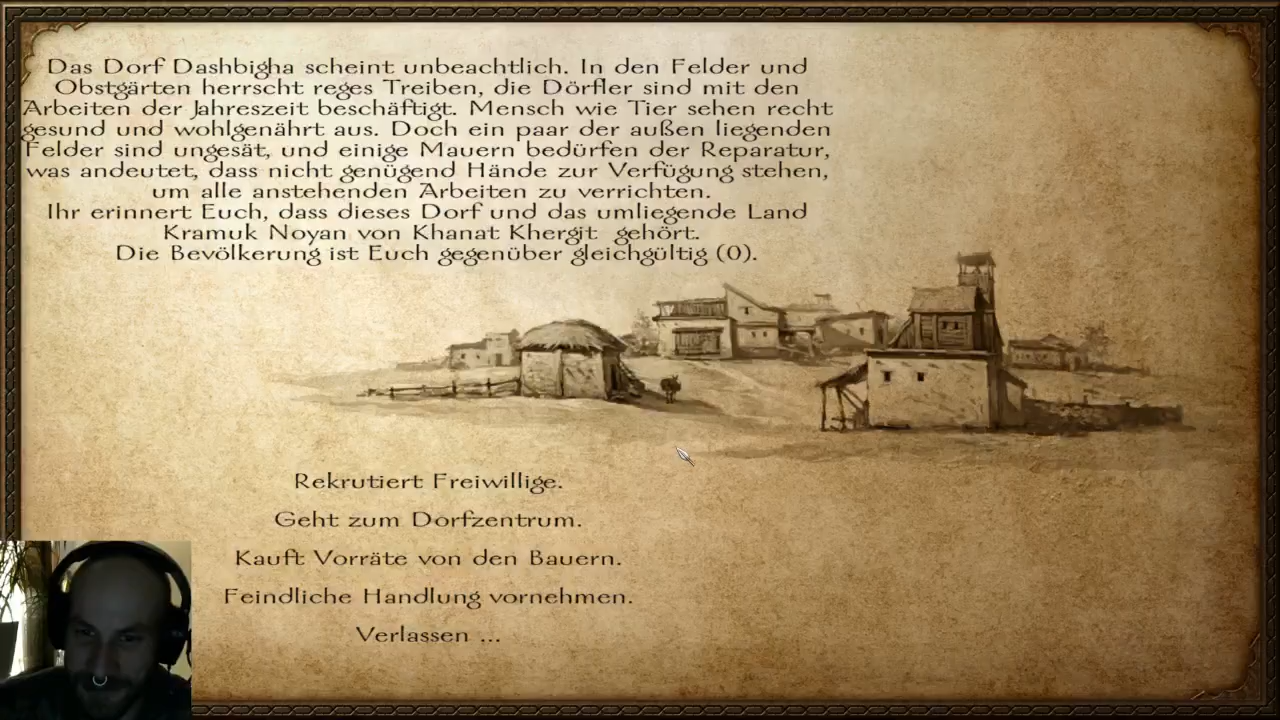 Das Dorf Dashbigha scheint unbeachtlich. In den Felder und
Obstgärten herrscht reges Treiben, die Dörfler sind mit den
Arbeiten der Jahreszeit beschäftigt. Mensch wie Tier sehen recht
gesund und wohlgenährt aus. Doch ein paar der außen liegenden
Felder sind ungesät, und einige Mauern bedürfen der Reparatur,
was andeutet, dass nicht genügend Hände zur Verfügung stehen,
um alle anstehenden Arbeiten zu verrichten.
Ihr erinnert Euch, dass dieses Dorf und das umliegende Land
Kramuk Noyan von Khanat Khergit gehört.
Die Bevölkerung ist Euch gegenüber gleichgültig (0).
Rekrutiert Freiwillige.
Geht zum Dorfzentrum.
Kauft Vorräte von den Bauern.
Feindliche Handlung vornehmen.
Verlassen ...